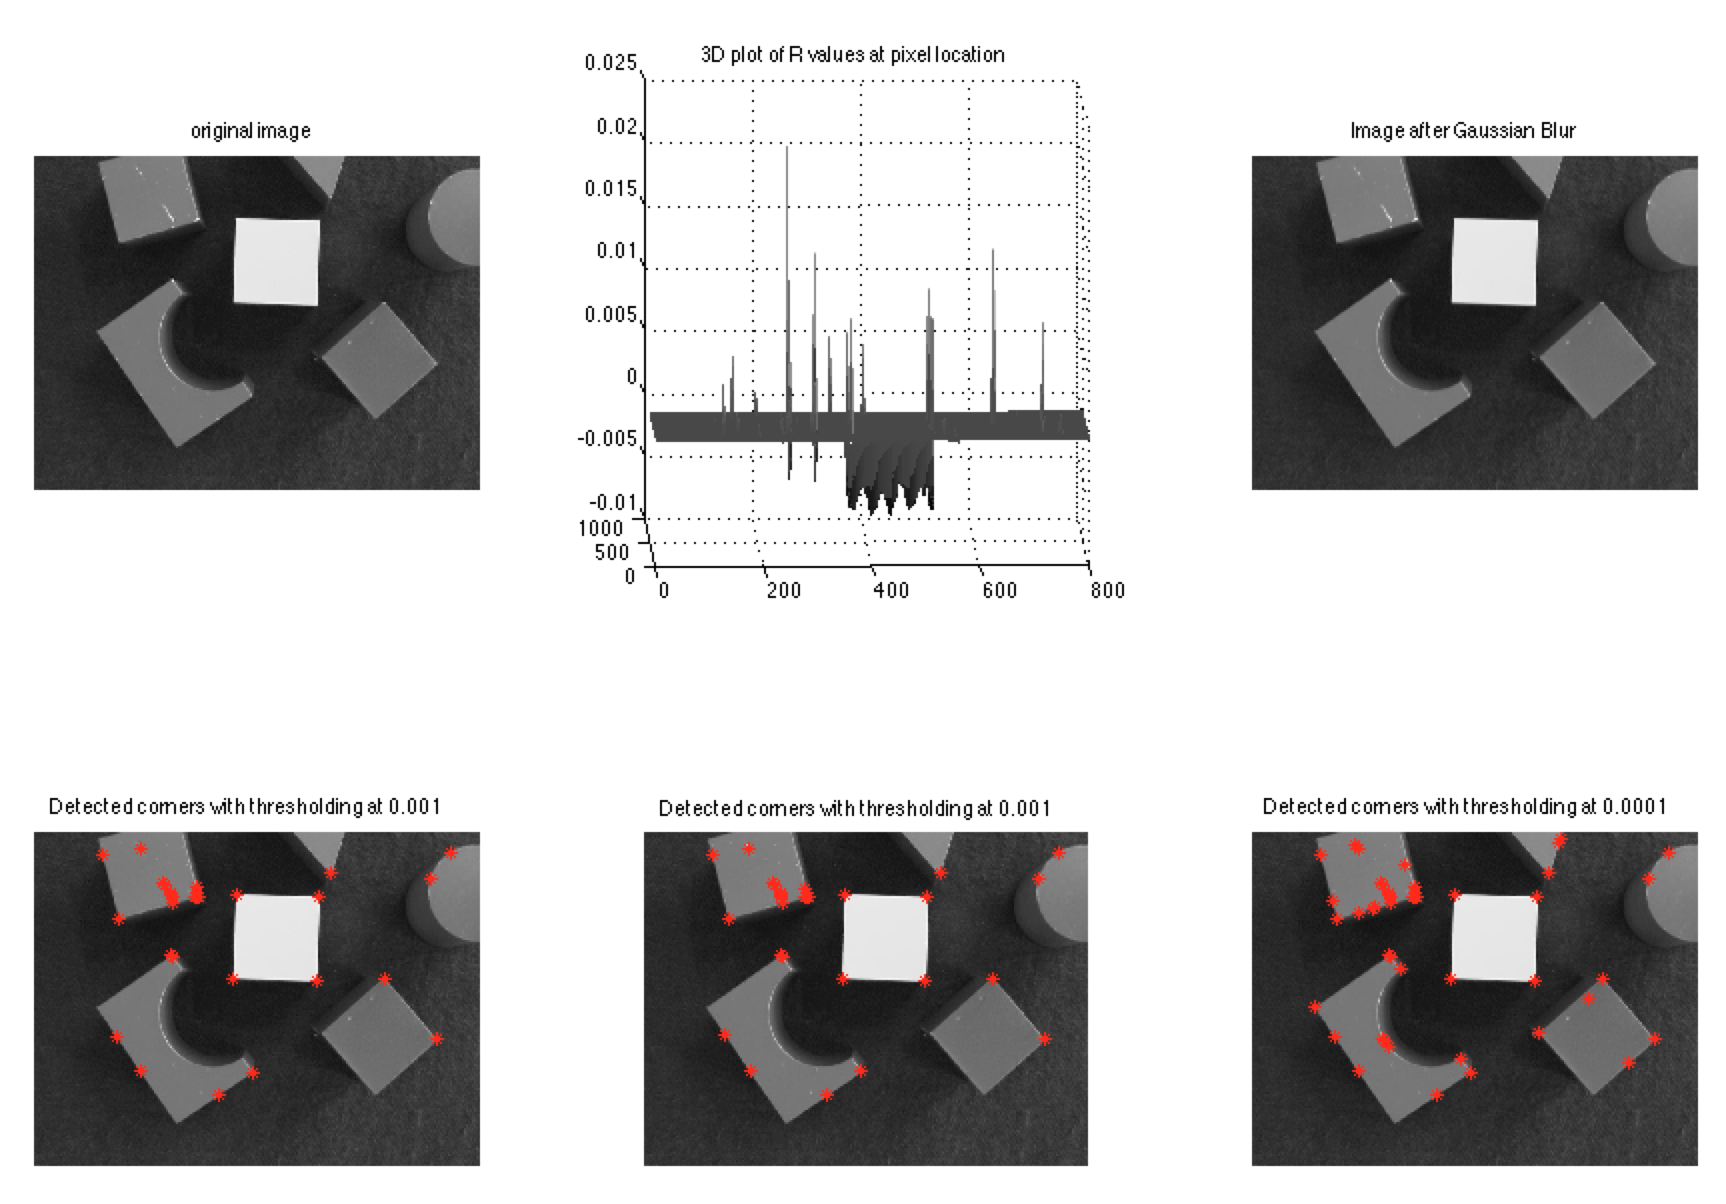 3D plot of R values at pixel location
0.025
0.02
0.015
0.01
0.005
0
-0.005
-0.01
1000
500
0
0 200 400 600 800
original image
Image after Gaussian Blur
Detected corners with thresholding at 0.001
Detected corners with thresholding at 0.001
Detected corners with thresholding at 0.0001